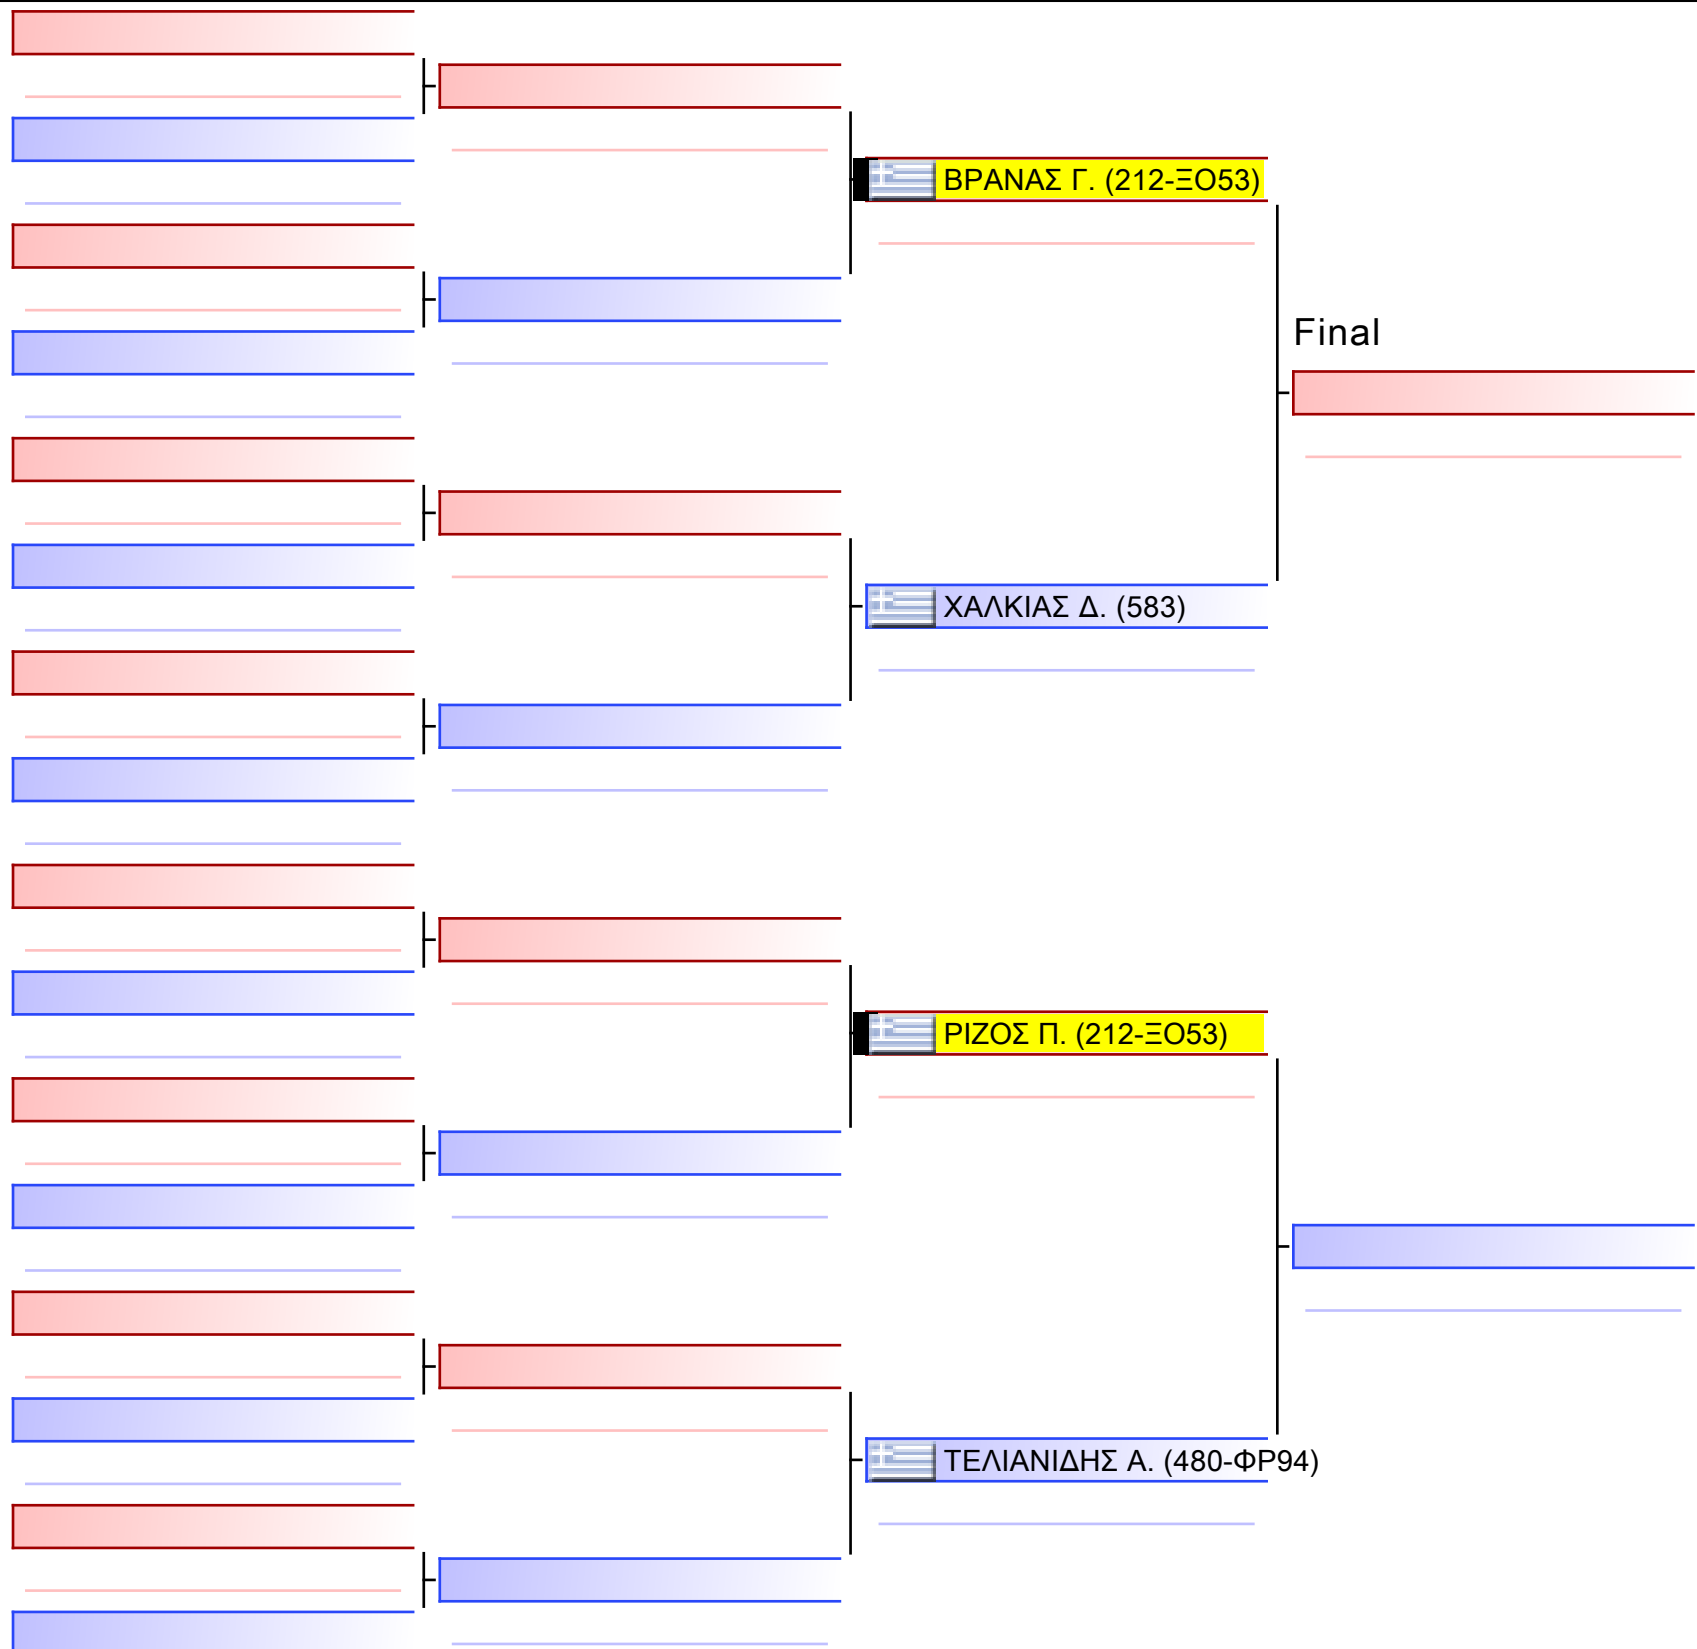 ΒΡΑΝΑΣ Γ. (212-ΞΟ53)
Final
ΧΑΛΚΙΑΣ Δ. (583)
ΡΙΖΟΣ Π. (212-ΞΟ53)
ΤΕΛΙΑΝΙΔΗΣ Α. (480-ΦΡ94)